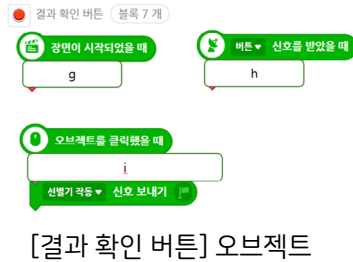 결과 확인 버튼 블록 7 개
장면이 시작되었을 때
g
버튼 신호를 받았을 때
h
오브젝트를 클릭했을 때
i
선별기 작동 신호 보내기
[결과 확인 버튼] 오브젝트